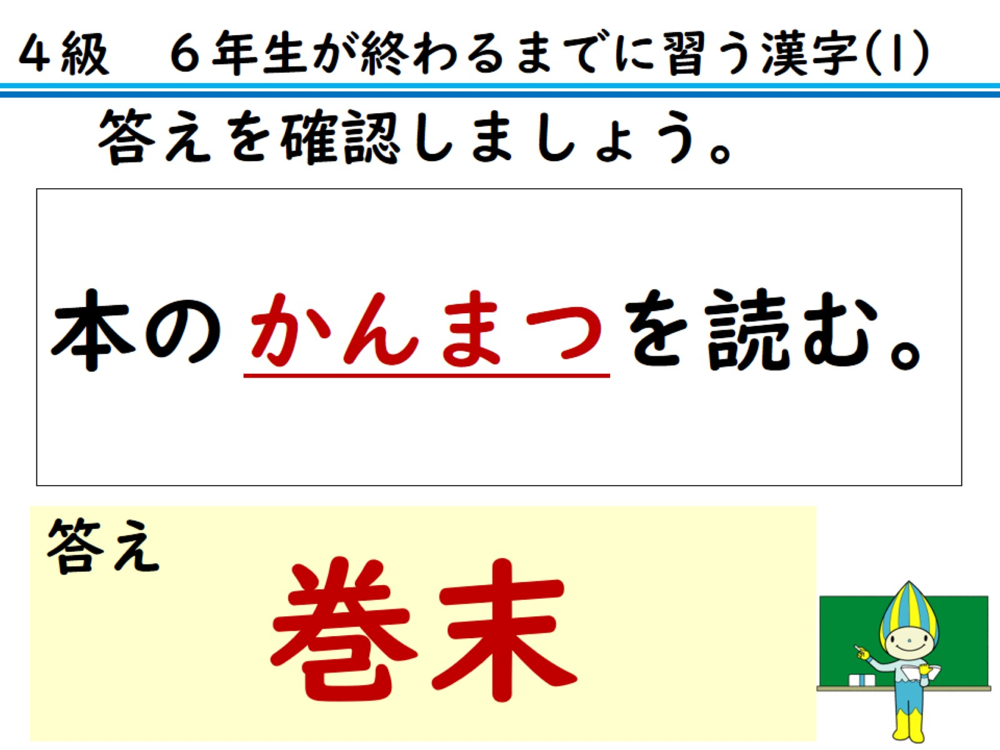 ４級　６年生が終わるまでに習う漢字(1)
答えを確認しましょう。
本のかんまつを読む。
答え
巻末